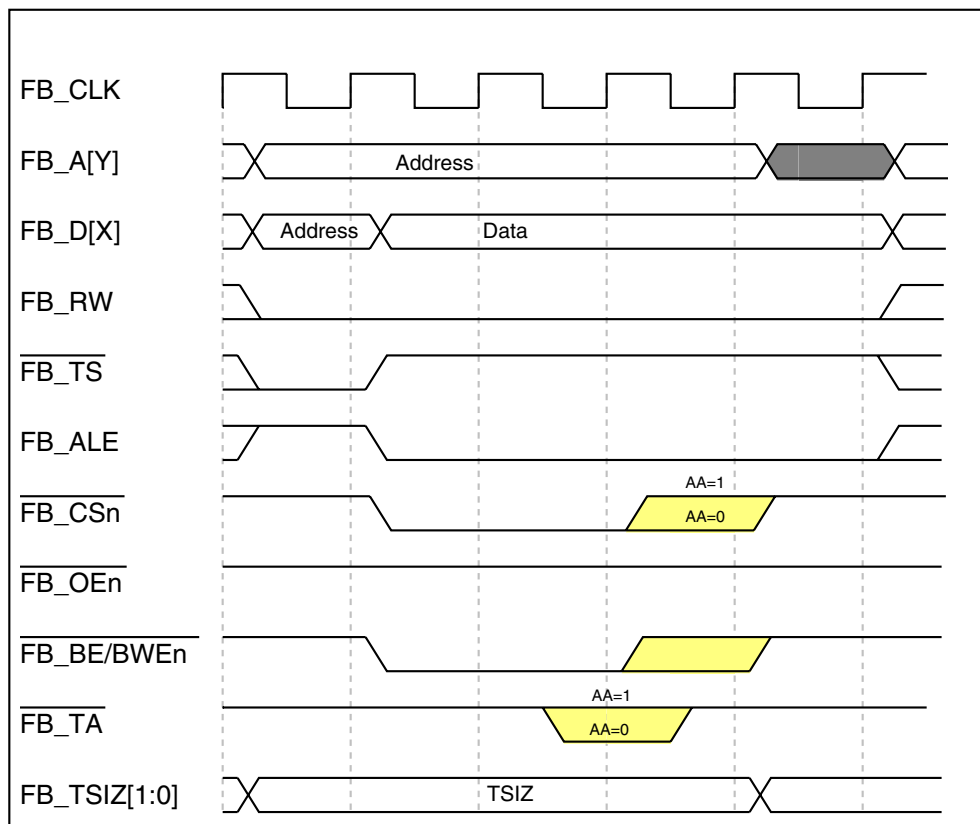 FB_CLK
FB_A[Y]
Address
FB_D[X]
Address
Data
FB_RW
FB_TS
FB_ALE
AA=1
FB_CSn
AA=0
FB_OEn
FB_BE/BWEn
AA=1
FB_TA
AA=0
FB_TSIZ[1:0]
TSIZ